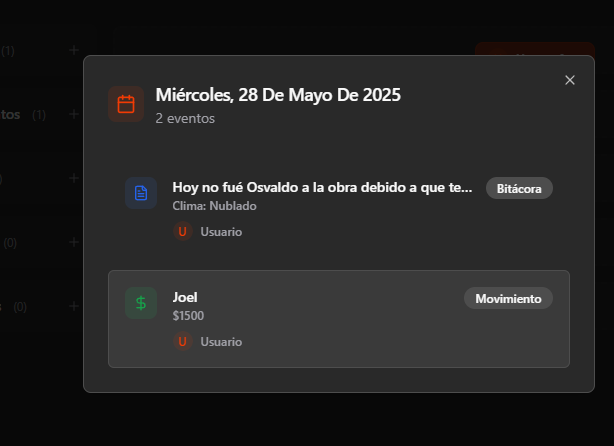 (1)
Miércoles, 28 De Mayo De 2025
2 eventos
tos (1)
Hoy no fué Osvaldo a la obra debido a que te...
Bitácora
Clima: Nublado
U Usuario
(0)
Joel
Movimiento
$1500
(0)
U Usuario